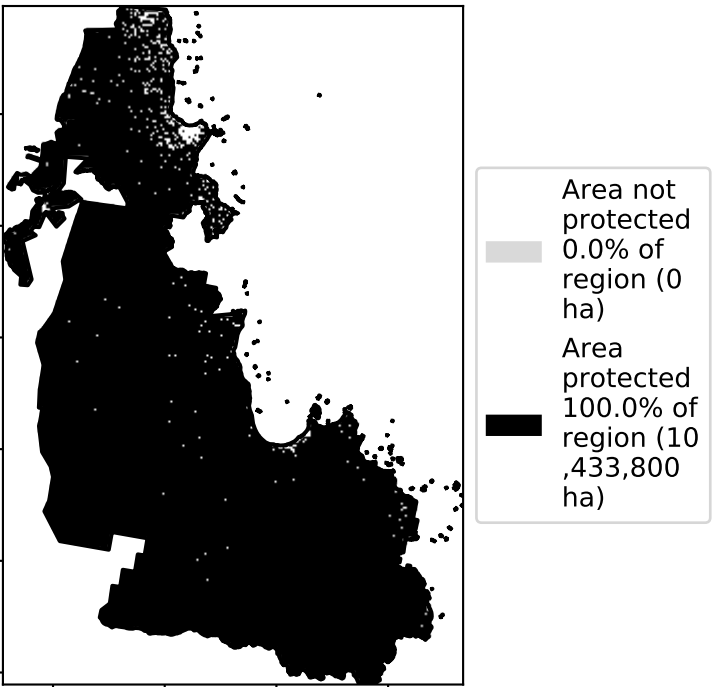 Area not
protected
0.0% of
region (0
ha)
Area
protected
100.0% of
region (10
,433,800
ha)